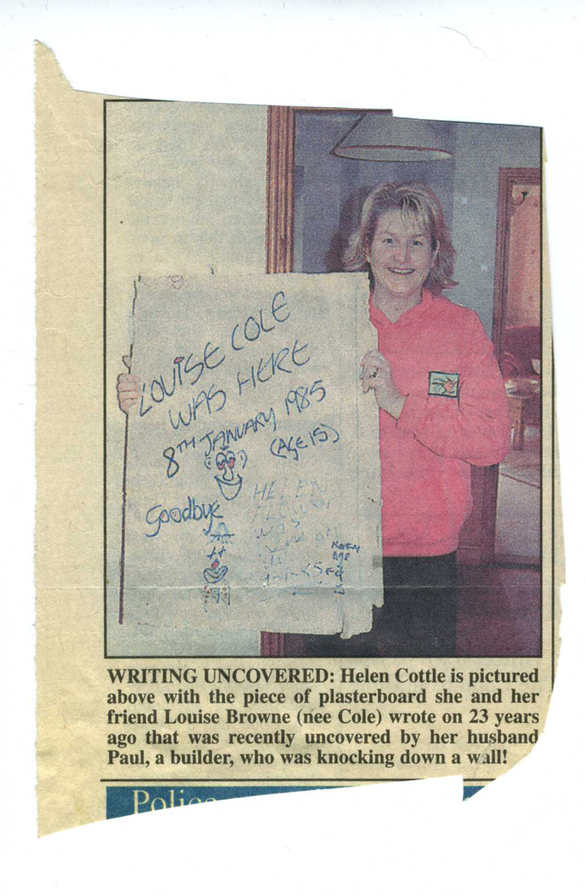 LOUISE COLE
WAS HERE
8TH JANUARY 1985
(AGE 15)
Goodbye
HELEN
WRITING UNCOVERED: Helen Cottle is pictured
above with the piece of plasterboard she and her
friend Louise Browne (nee Cole) wrote on 23 years
ago that was recently uncovered by her husband
Paul, a builder, who was knocking down a wall!